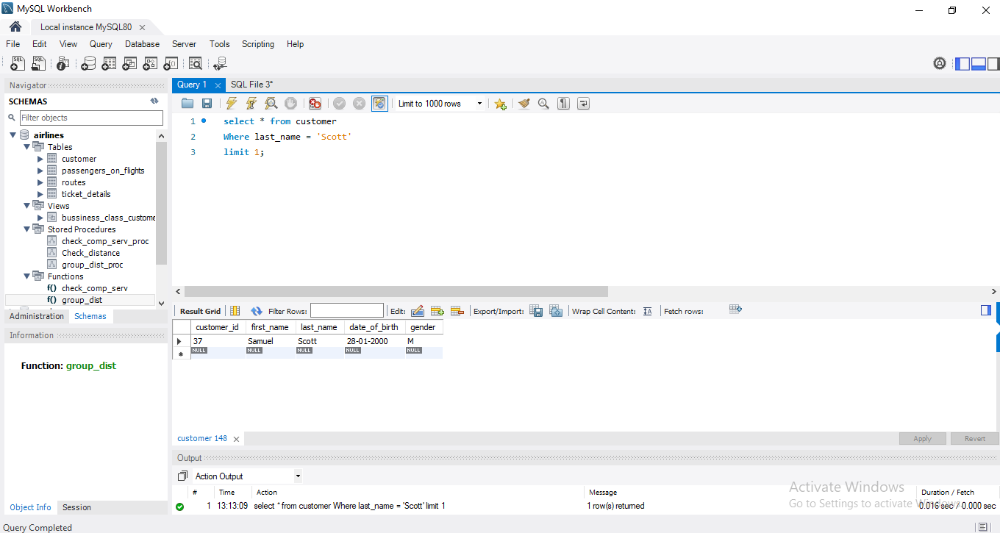 MySQL Workbench
Local instance MySQL80
File Edit View Query Database Server Tools Scripting Help
Navigator
SCHEMAS
Filter objects
airlines
Tables
customer
passengers_on_flights
routes
ticket_details
Views
bussiness_class_custome
Stored Procedures
check_comp_serv_proc
Check_distance
group_dist_proc
Functions
f() check_comp_serv
f() group_dist
Administration Schemas
Information
Function: group_dist
Object Info Session
Query 1 SQL File 3*
Limit to 1000 rows
1 select * from customer
2 Where last_name = 'Scott'
3 limit 1;
Result Grid Filter Rows: Edit: Export/Import: Wrap Cell Content: Fetch rows:
customer_id first_name last_name date_of_birth gender
37 Samuel Scott 28-01-2000 M
NULL NULL NULL NULL NULL
customer 148
Apply Revert
Output
Action Output
# Time Action Message Duration / Fetch
1 13:13:09 select * from customer Where last_name = 'Scott' limit 1 1 row(s) returned 0.016 sec / 0.000 sec
Activate Windows
Go to Settings to activate Windows.
Query Completed